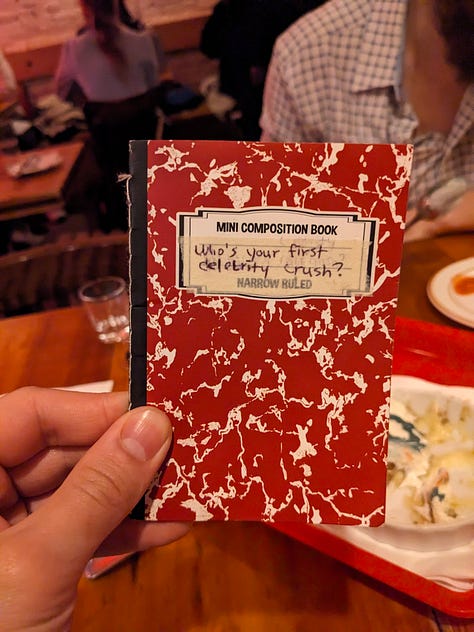 MINI COMPOSITION BOOK
Who's your first
celebrity crush?
NARROW RULED